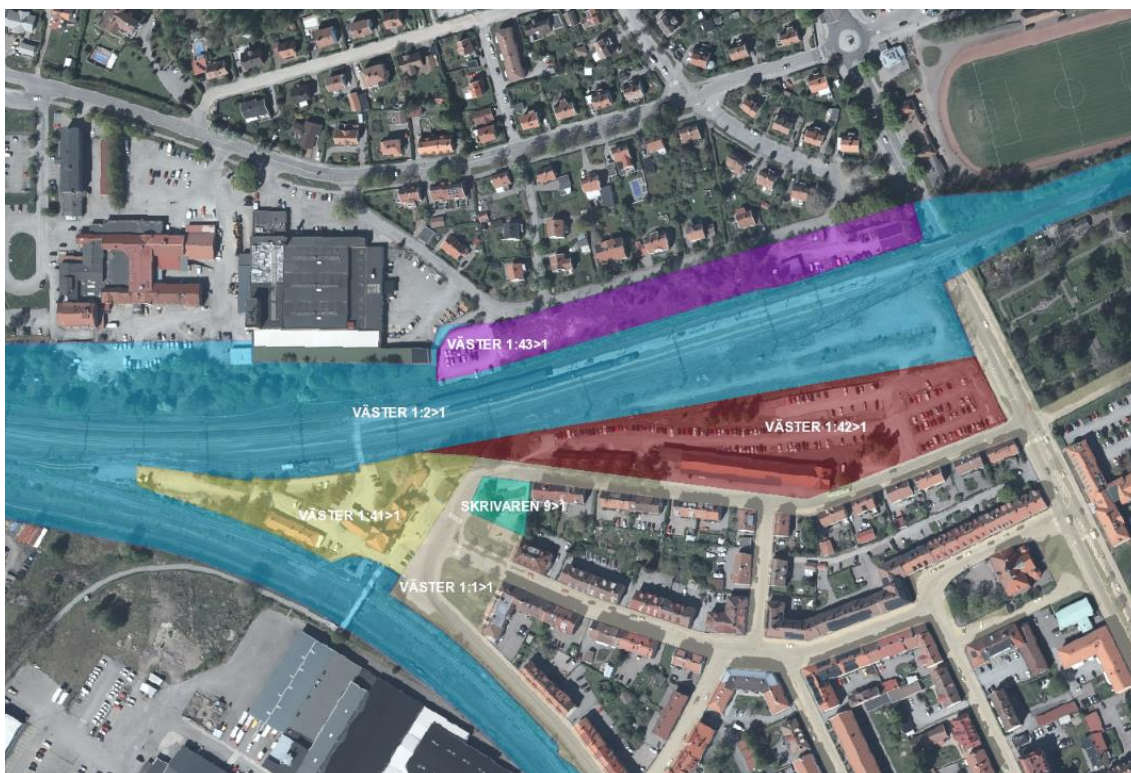 VÄSTER 1:43>1
VÄSTER 1:2>1
VÄSTER 1:42>1
SKRIVAREN 9>1
VÄSTER 1:41>1
VÄSTER 1:1>1